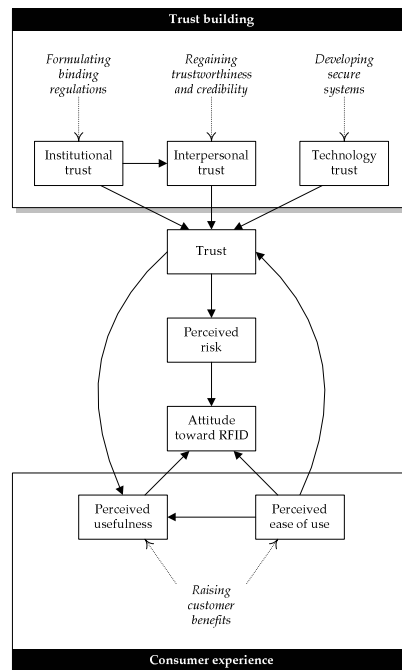 Trust building
Formulating
binding
regulations
Regaining
trustworthiness
and credibility
Developing
secure
systems
Institutional
trust
Interpersonal
trust
Technology
trust
Trust
Perceived
risk
Attitude
toward RFID
Perceived
usefulness
Perceived
ease of use
Raising
customer
benefits
Consumer experience